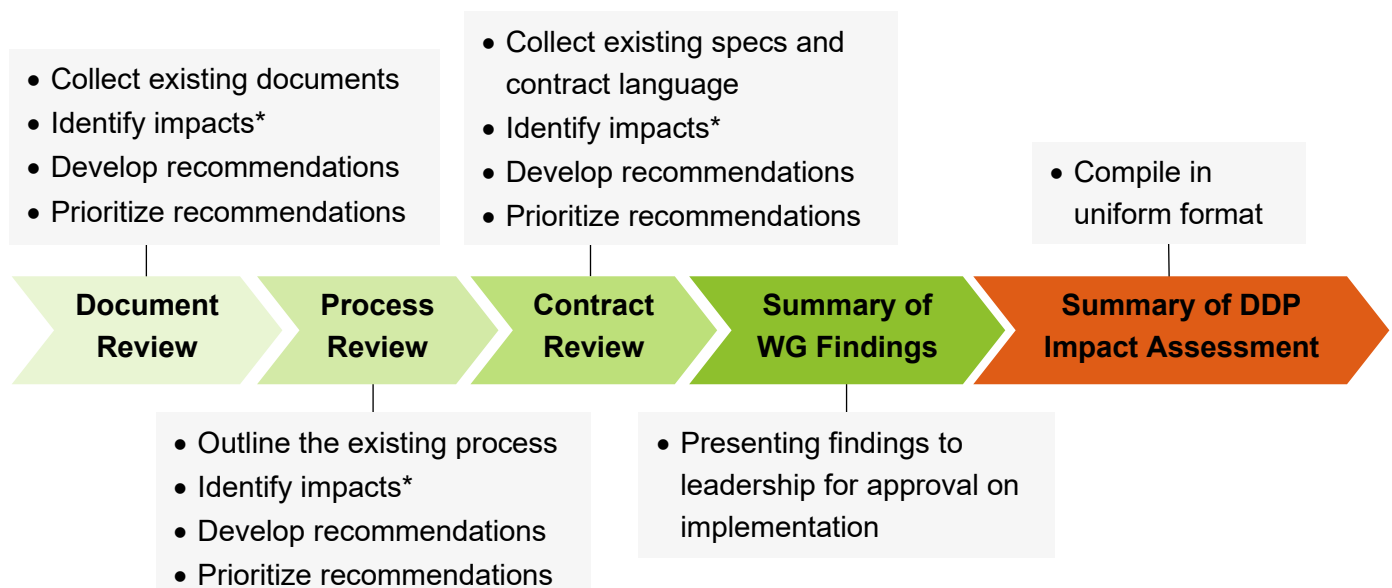 • Collect existing documents
• Identify impacts*
• Develop recommendations
• Prioritize recommendations
• Collect existing specs and
contract language
• Identify impacts*
• Develop recommendations
• Prioritize recommendations
• Compile in
uniform format
Document
Review
Process
Review
Contract
Review
Summary of
WG Findings
Summary of DDP
Impact Assessment
• Outline the existing process
• Identify impacts*
• Develop recommendations
• Prioritize recommendations
• Presenting findings to
leadership for approval on
implementation